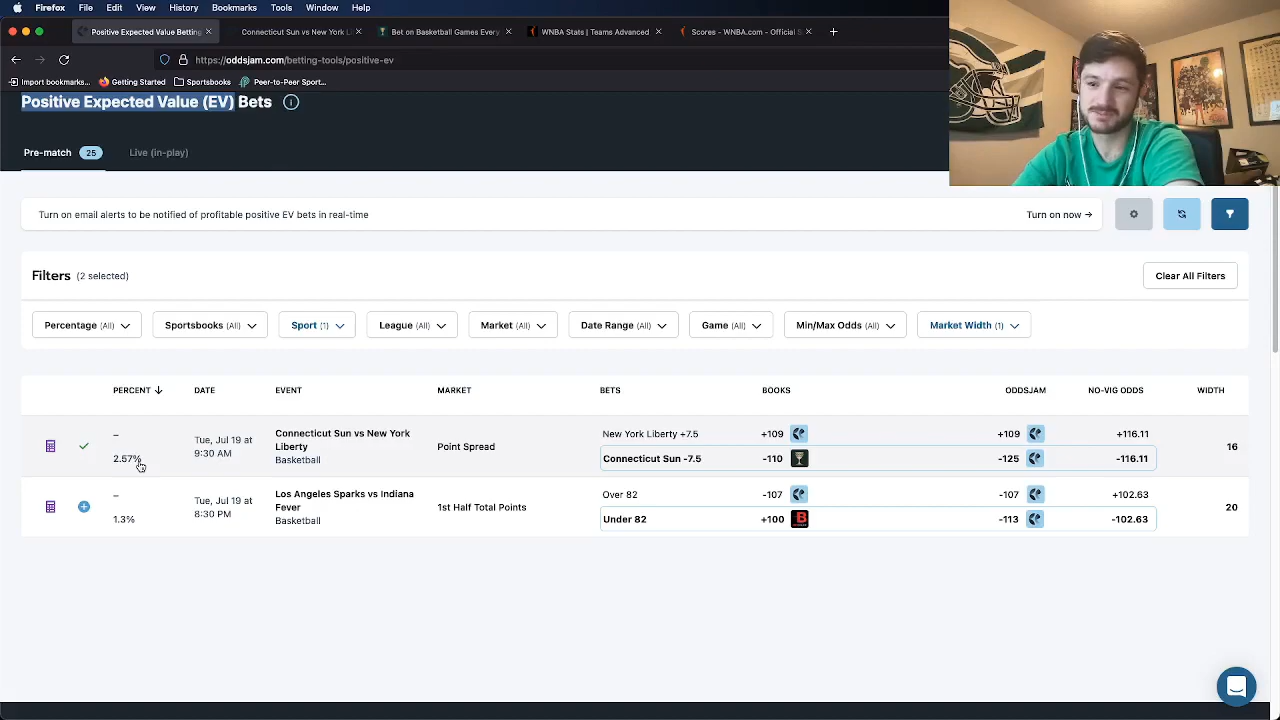 Firefox File Edit View History Bookmarks Tools Window Help
Positive Expected Value Betting Connecticut Sun vs New York L Bet on Basketball Games Every WNBA Stats | Teams Advanced Scores - WNBA.com - Official S
https://oddsjam.com/betting-tools/positive-ev
Import bookmarks... Getting Started Sportsbooks Peer-to-Peer Sport...
Positive Expected Value (EV) Bets
Pre-match 25 Live (in-play)
Turn on email alerts to be notified of profitable positive EV bets in real-time Turn on now →
Filters (2 selected) Clear All Filters
Percentage (All) Sportsbooks (All) Sport (1) League (All) Market (All) Date Range (All) Game (All) Min/Max Odds (All) Market Width (1)
PERCENT ↓ DATE EVENT MARKET BETS BOOKS ODDSJAM NO-VIG ODDS WIDTH
– Tue, Jul 19 at Connecticut Sun vs New York New York Liberty +7.5 +109 +109 +116.11
9:30 AM Liberty Point Spread 16
2.57% Basketball Connecticut Sun -7.5 -110 -125 -116.11
– Tue, Jul 19 at Los Angeles Sparks vs Indiana Over 82 -107 -107 +102.63
8:30 PM Fever 1st Half Total Points 20
1.3% Basketball Under 82 +100 B -113 -102.63